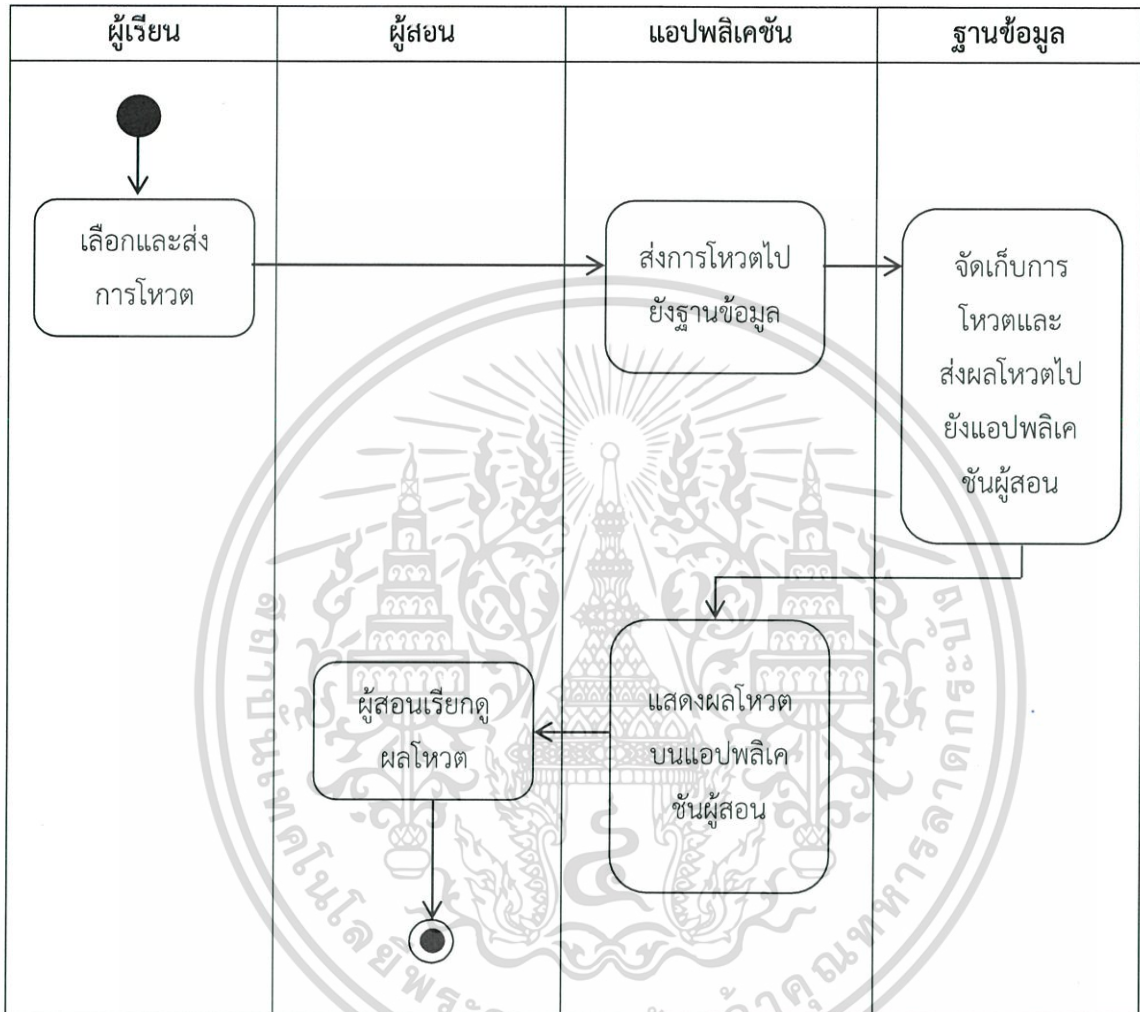 ผู้เรียน
ผู้สอน
แอปพลิเคชัน
ฐานข้อมูล
เลือกและส่ง
การโหวต
ส่งการโหวตไป
ยังฐานข้อมูล
จัดเก็บการ
โหวตและ
ส่งผลโหวตไป
ยังแอปพลิเค
ชันผู้สอน
แสดงผลโหวต
บนแอปพลิเค
ชันผู้สอน
ผู้สอนเรียกดู
ผลโหวต